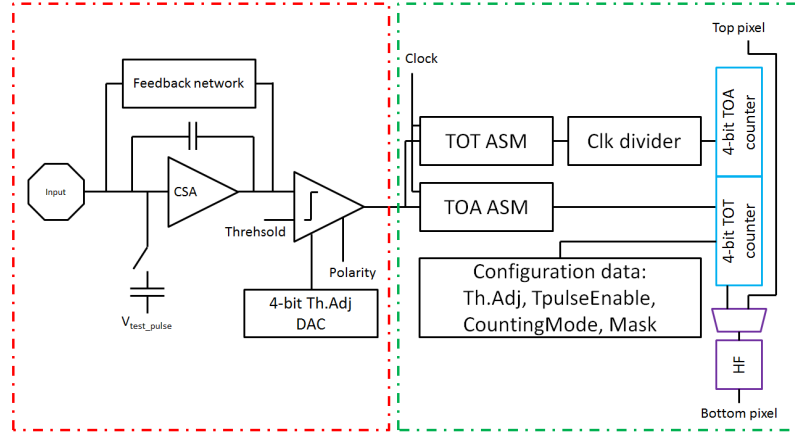 Top pixel
Clock
Feedback network
4-bit TOA
counter
TOT ASM
Clk divider
Input
CSA
TOA ASM
4-bit TOT
counter
Threhsold
Polarity
Configuration data:
Th.Adj, TpulseEnable,
CountingMode, Mask
4-bit Th.Adj
DAC
Vtest_pulse
HF
Bottom pixel